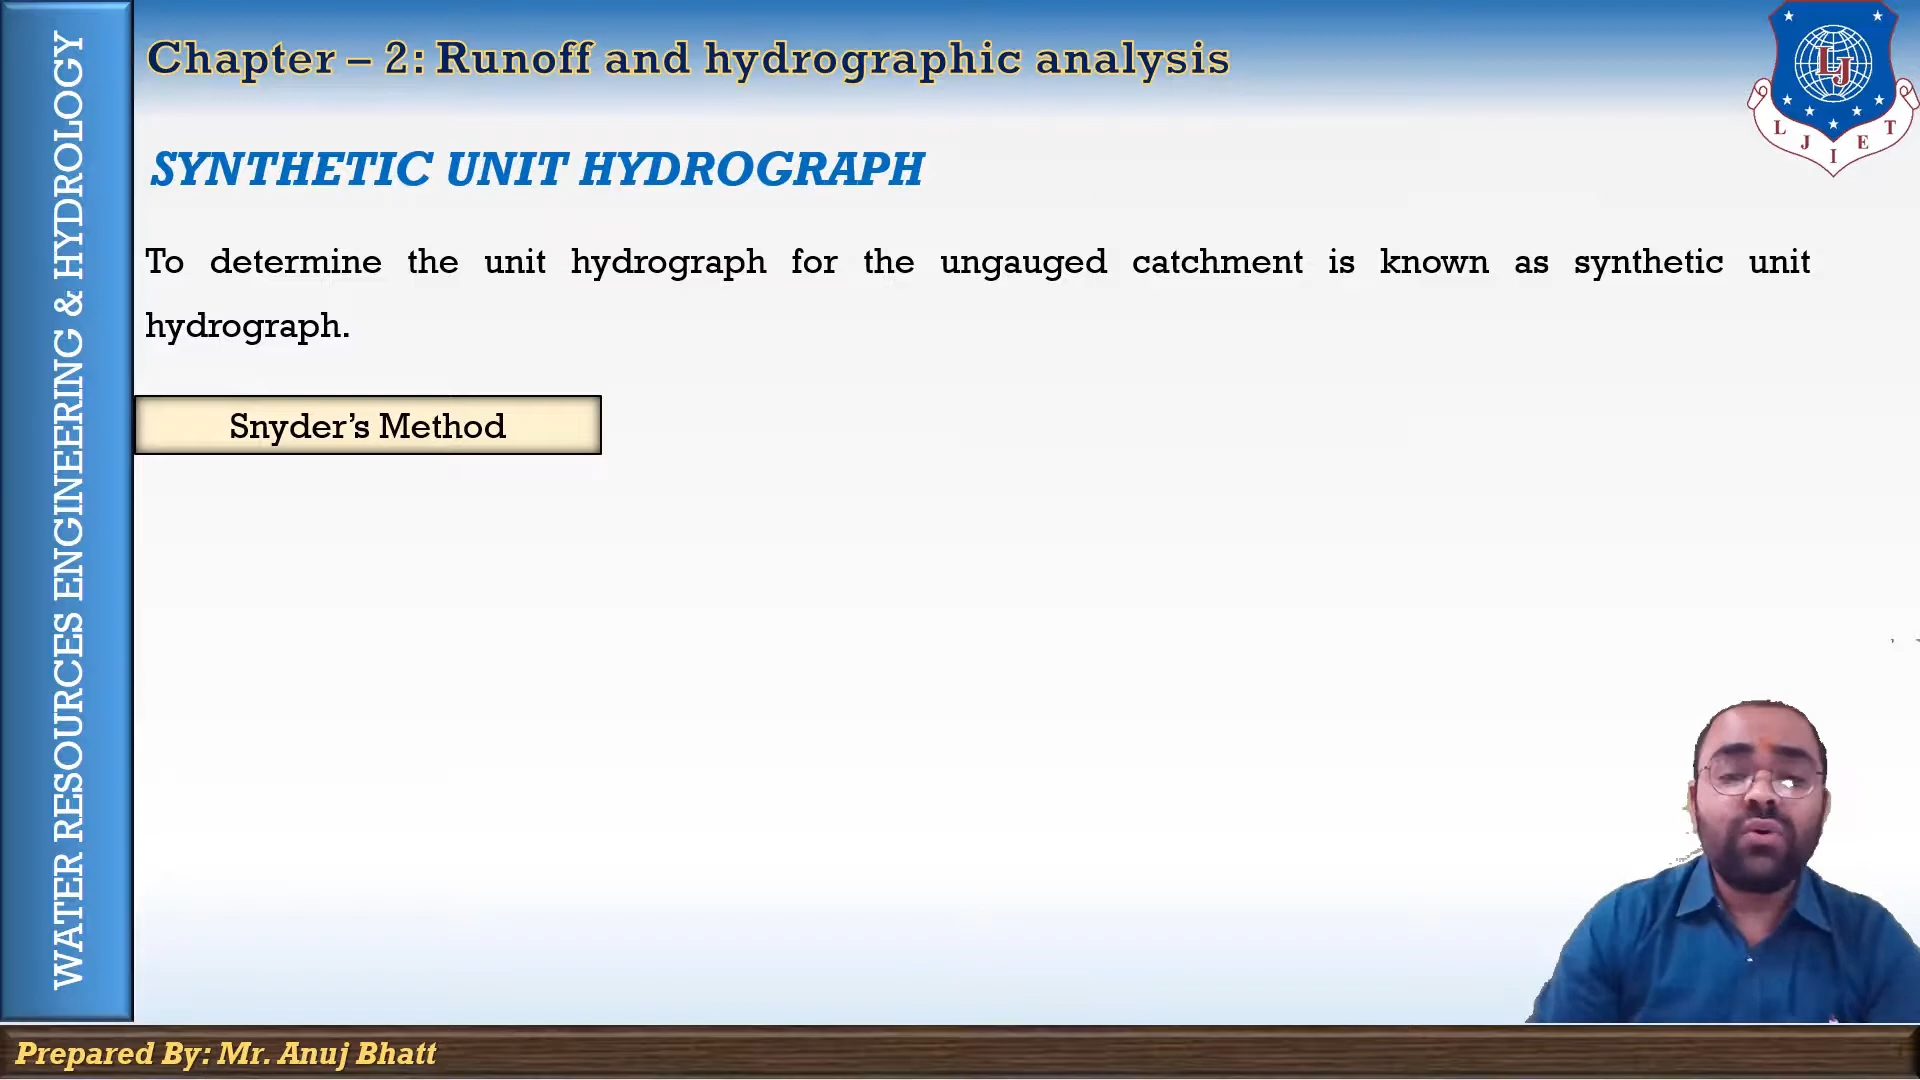 WATER RESOURCES ENGINEERING & HYDROLOGY
Chapter – 2: Runoff and hydrographic analysis
LJ
L J I E T
SYNTHETIC UNIT HYDROGRAPH
To determine the unit hydrograph for the ungauged catchment is known as synthetic unit
hydrograph.
Snyder’s Method
Prepared By: Mr. Anuj Bhatt